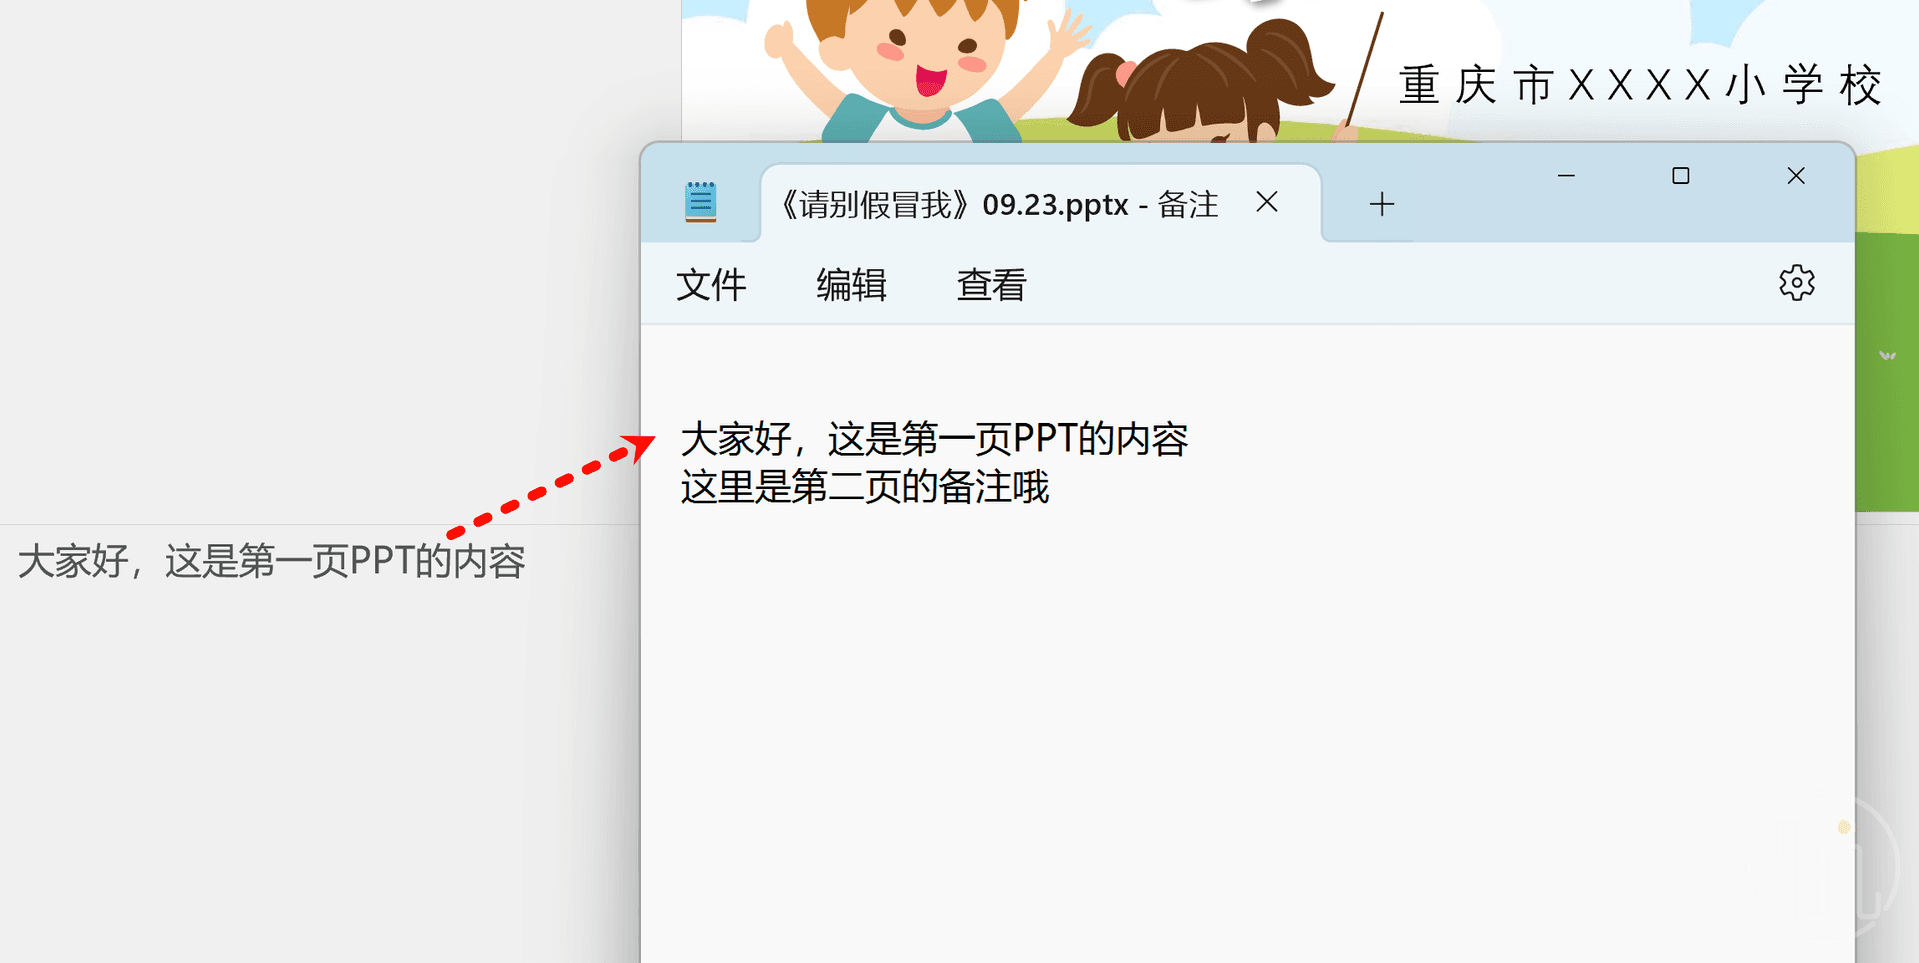 重庆市XXXX小学校
《请别假冒我》09.23.pptx - 备注
文件 编辑 查看
大家好，这是第一页PPT的内容
这里是第二页的备注哦
大家好，这是第一页PPT的内容